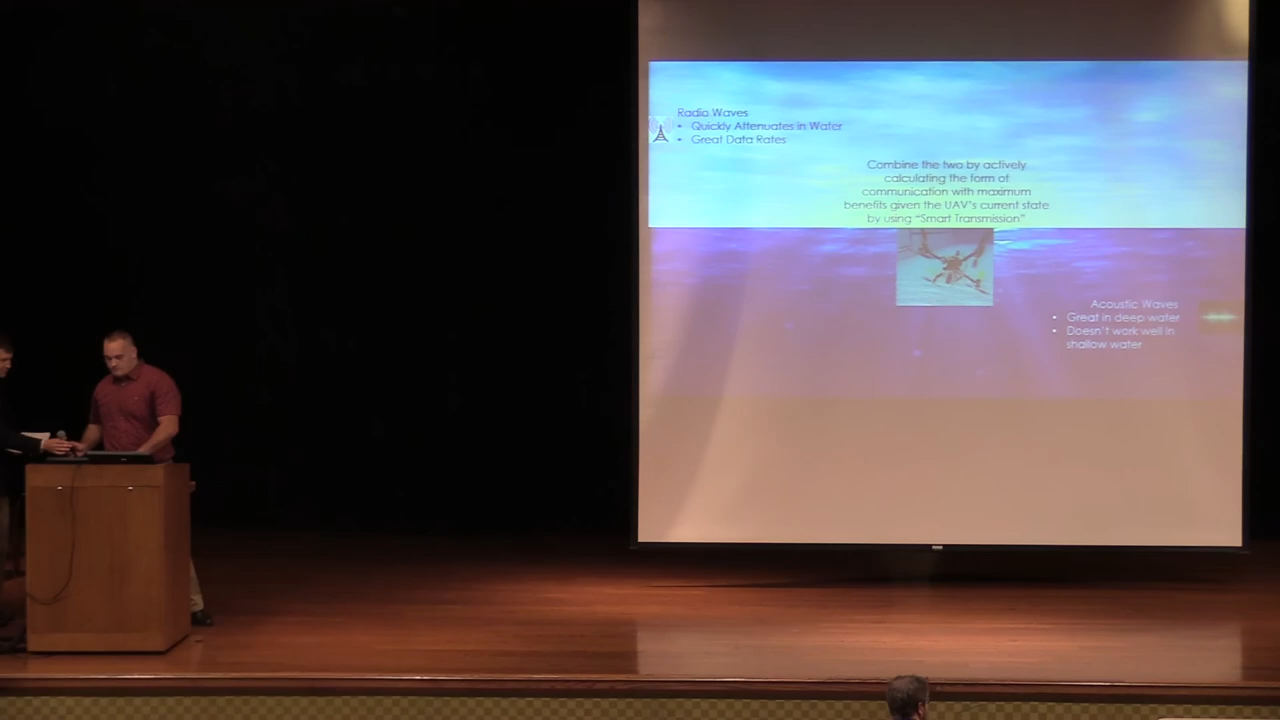 Radio Waves
• Quickly Attenuates in Water
• Great Data Rates
Combine the two by actively
calculating the form of
communication with maximum
benefits given the UAV's current state
by using "Smart Transmission"
Acoustic Waves
• Great in deep water
• Doesn't work well in
shallow water